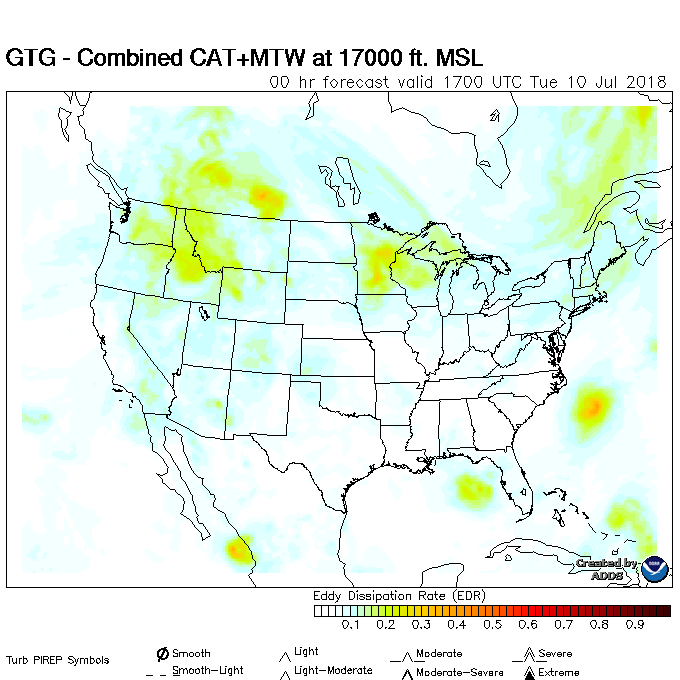 GTG - Combined CAT+MTW at 17000 ft. MSL
00 hr forecast valid 1700 UTC Tue 10 Jul 2018
Created by
ADDS
Eddy Dissipation Rate (EDR)
0.1 0.2 0.3 0.4 0.5 0.6 0.7 0.8 0.9
Turb PIREP Symbols
Smooth Light Moderate Severe
Smooth-Light Light-Moderate Moderate-Severe Extreme